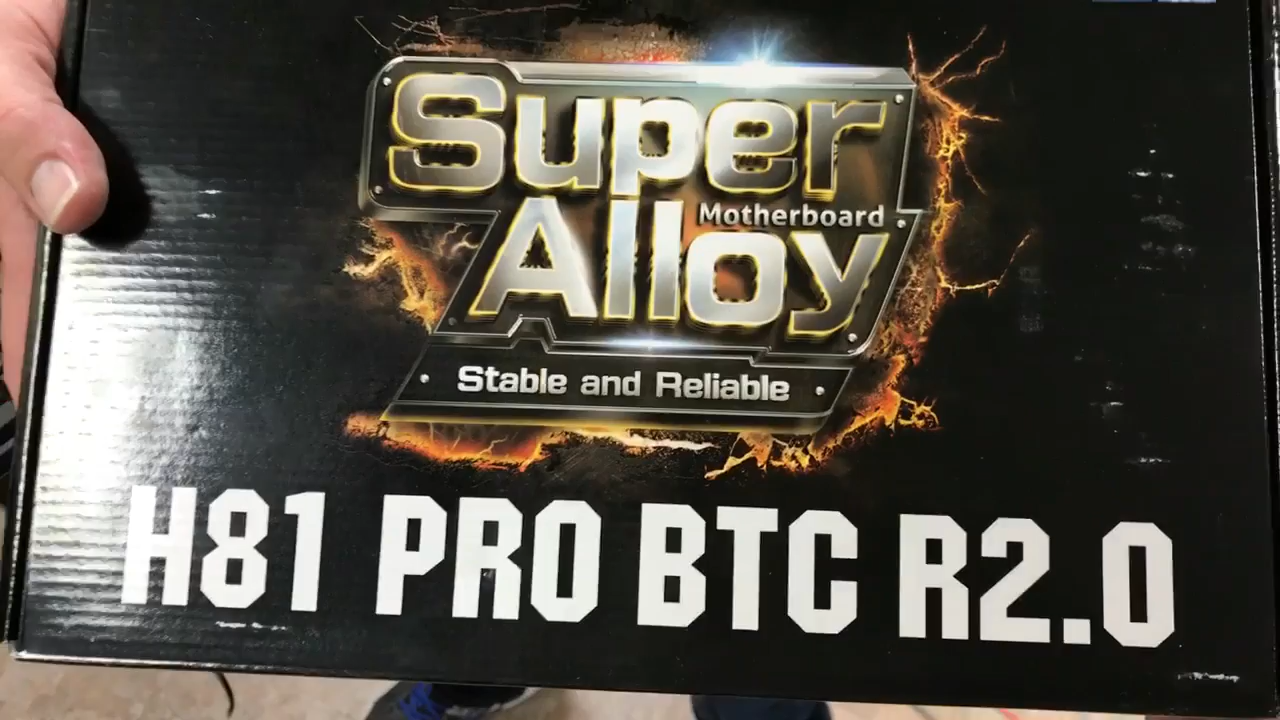 Super
Motherboard
Alloy
Stable and Reliable
H81 PRO BTC R2.0